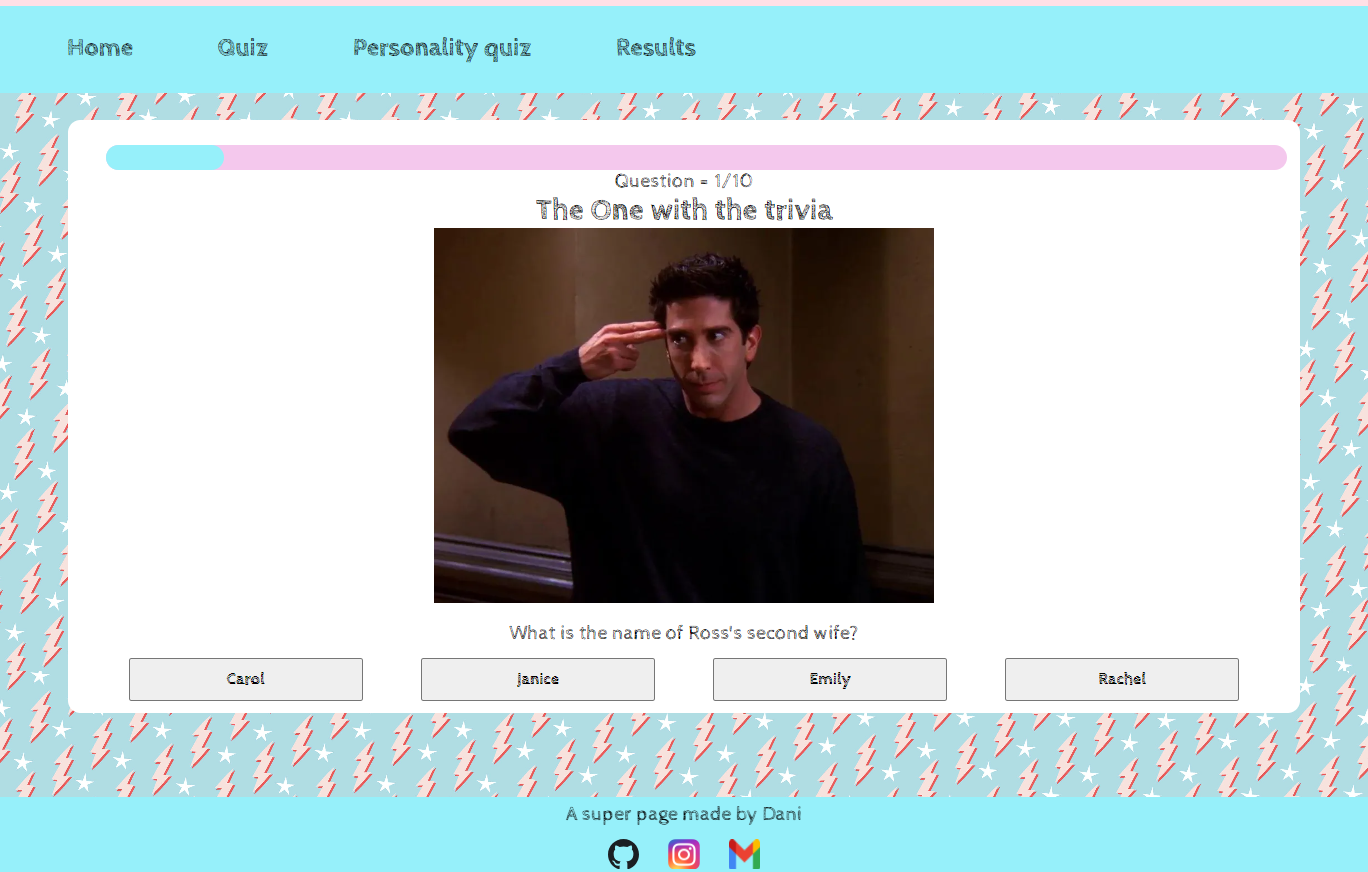 Home Quiz Personality quiz Results
Question = 1/10
The One with the trivia
What is the name of Ross's second wife?
Carol Janice Emily Rachel
A super page made by Dani